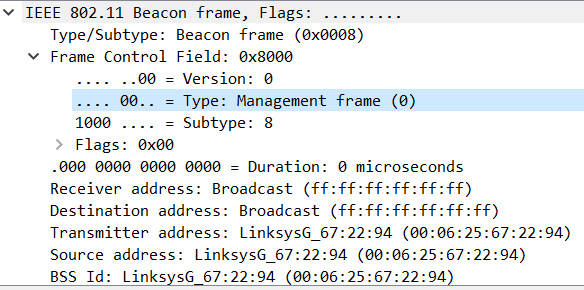 IEEE 802.11 Beacon frame, Flags: .........
Type/Subtype: Beacon frame (0x0008)
Frame Control Field: 0x8000
.... ..00 = Version: 0
.... 00.. = Type: Management frame (0)
1000 .... = Subtype: 8
Flags: 0x00
.000 0000 0000 0000 = Duration: 0 microseconds
Receiver address: Broadcast (ff:ff:ff:ff:ff:ff)
Destination address: Broadcast (ff:ff:ff:ff:ff:ff)
Transmitter address: LinksysG_67:22:94 (00:06:25:67:22:94)
Source address: LinksysG_67:22:94 (00:06:25:67:22:94)
BSS Id: LinksysG_67:22:94 (00:06:25:67:22:94)